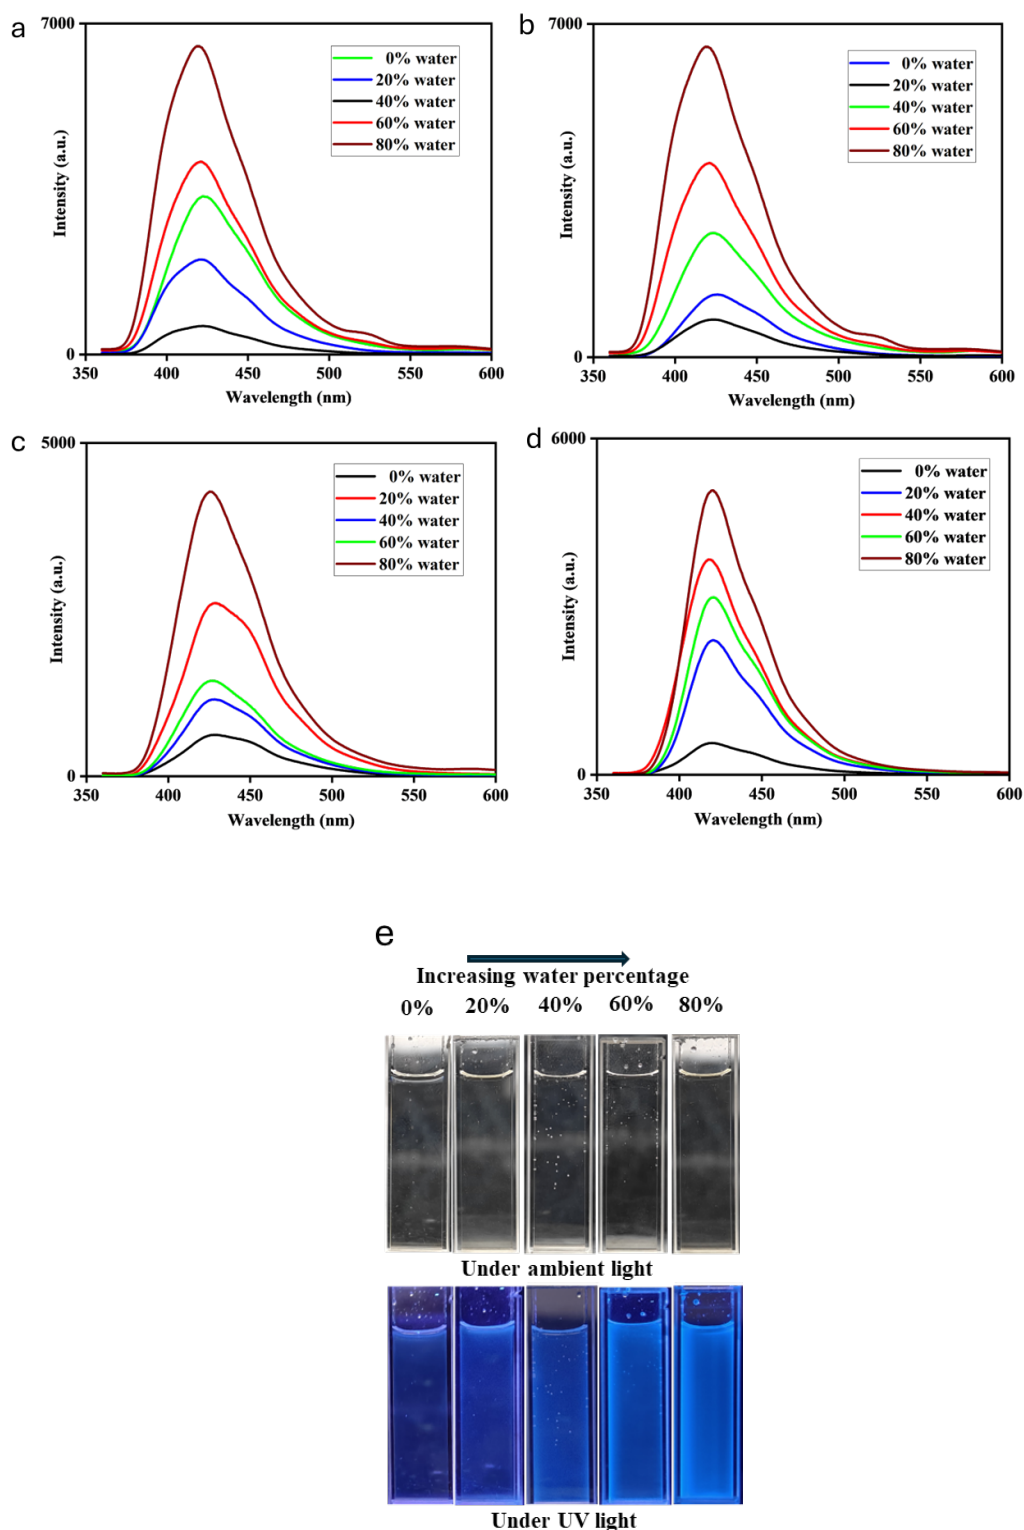 a
7000
0% water
20% water
40% water
60% water
80% water
Intensity (a.u.)
0
350
400
450
500
550
600
Wavelength (nm)
b
7000
0% water
20% water
40% water
60% water
80% water
Intensity (a.u.)
0
350
400
450
500
550
600
Wavelength (nm)
c
5000
0% water
20% water
40% water
60% water
80% water
Intensity (a.u.)
0
350
400
450
500
550
600
Wavelength (nm)
d
6000
0% water
20% water
40% water
60% water
80% water
Intensity (a.u.)
0
350
400
450
500
550
600
Wavelength (nm)
e
Increasing water percentage
0% 20% 40% 60% 80%
Under ambient light
Under UV light